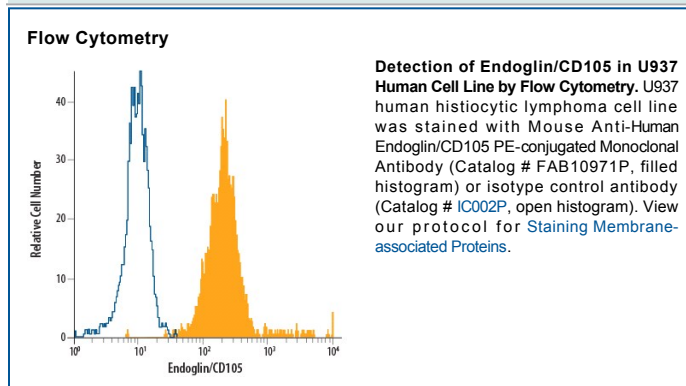 Flow Cytometry
Detection of Endoglin/CD105 in U937
Human Cell Line by Flow Cytometry. U937
human histiocytic lymphoma cell line
was stained with Mouse Anti-Human
Endoglin/CD105 PE-conjugated Monoclonal
Antibody (Catalog # FAB10971P, filled
histogram) or isotype control antibody
(Catalog # IC002P, open histogram). View
our protocol for Staining Membrane-
associated Proteins.
Relative Cell Number
40
30
20
10
0
10⁰ 10¹ 10² 10³ 10⁴
Endoglin/CD105